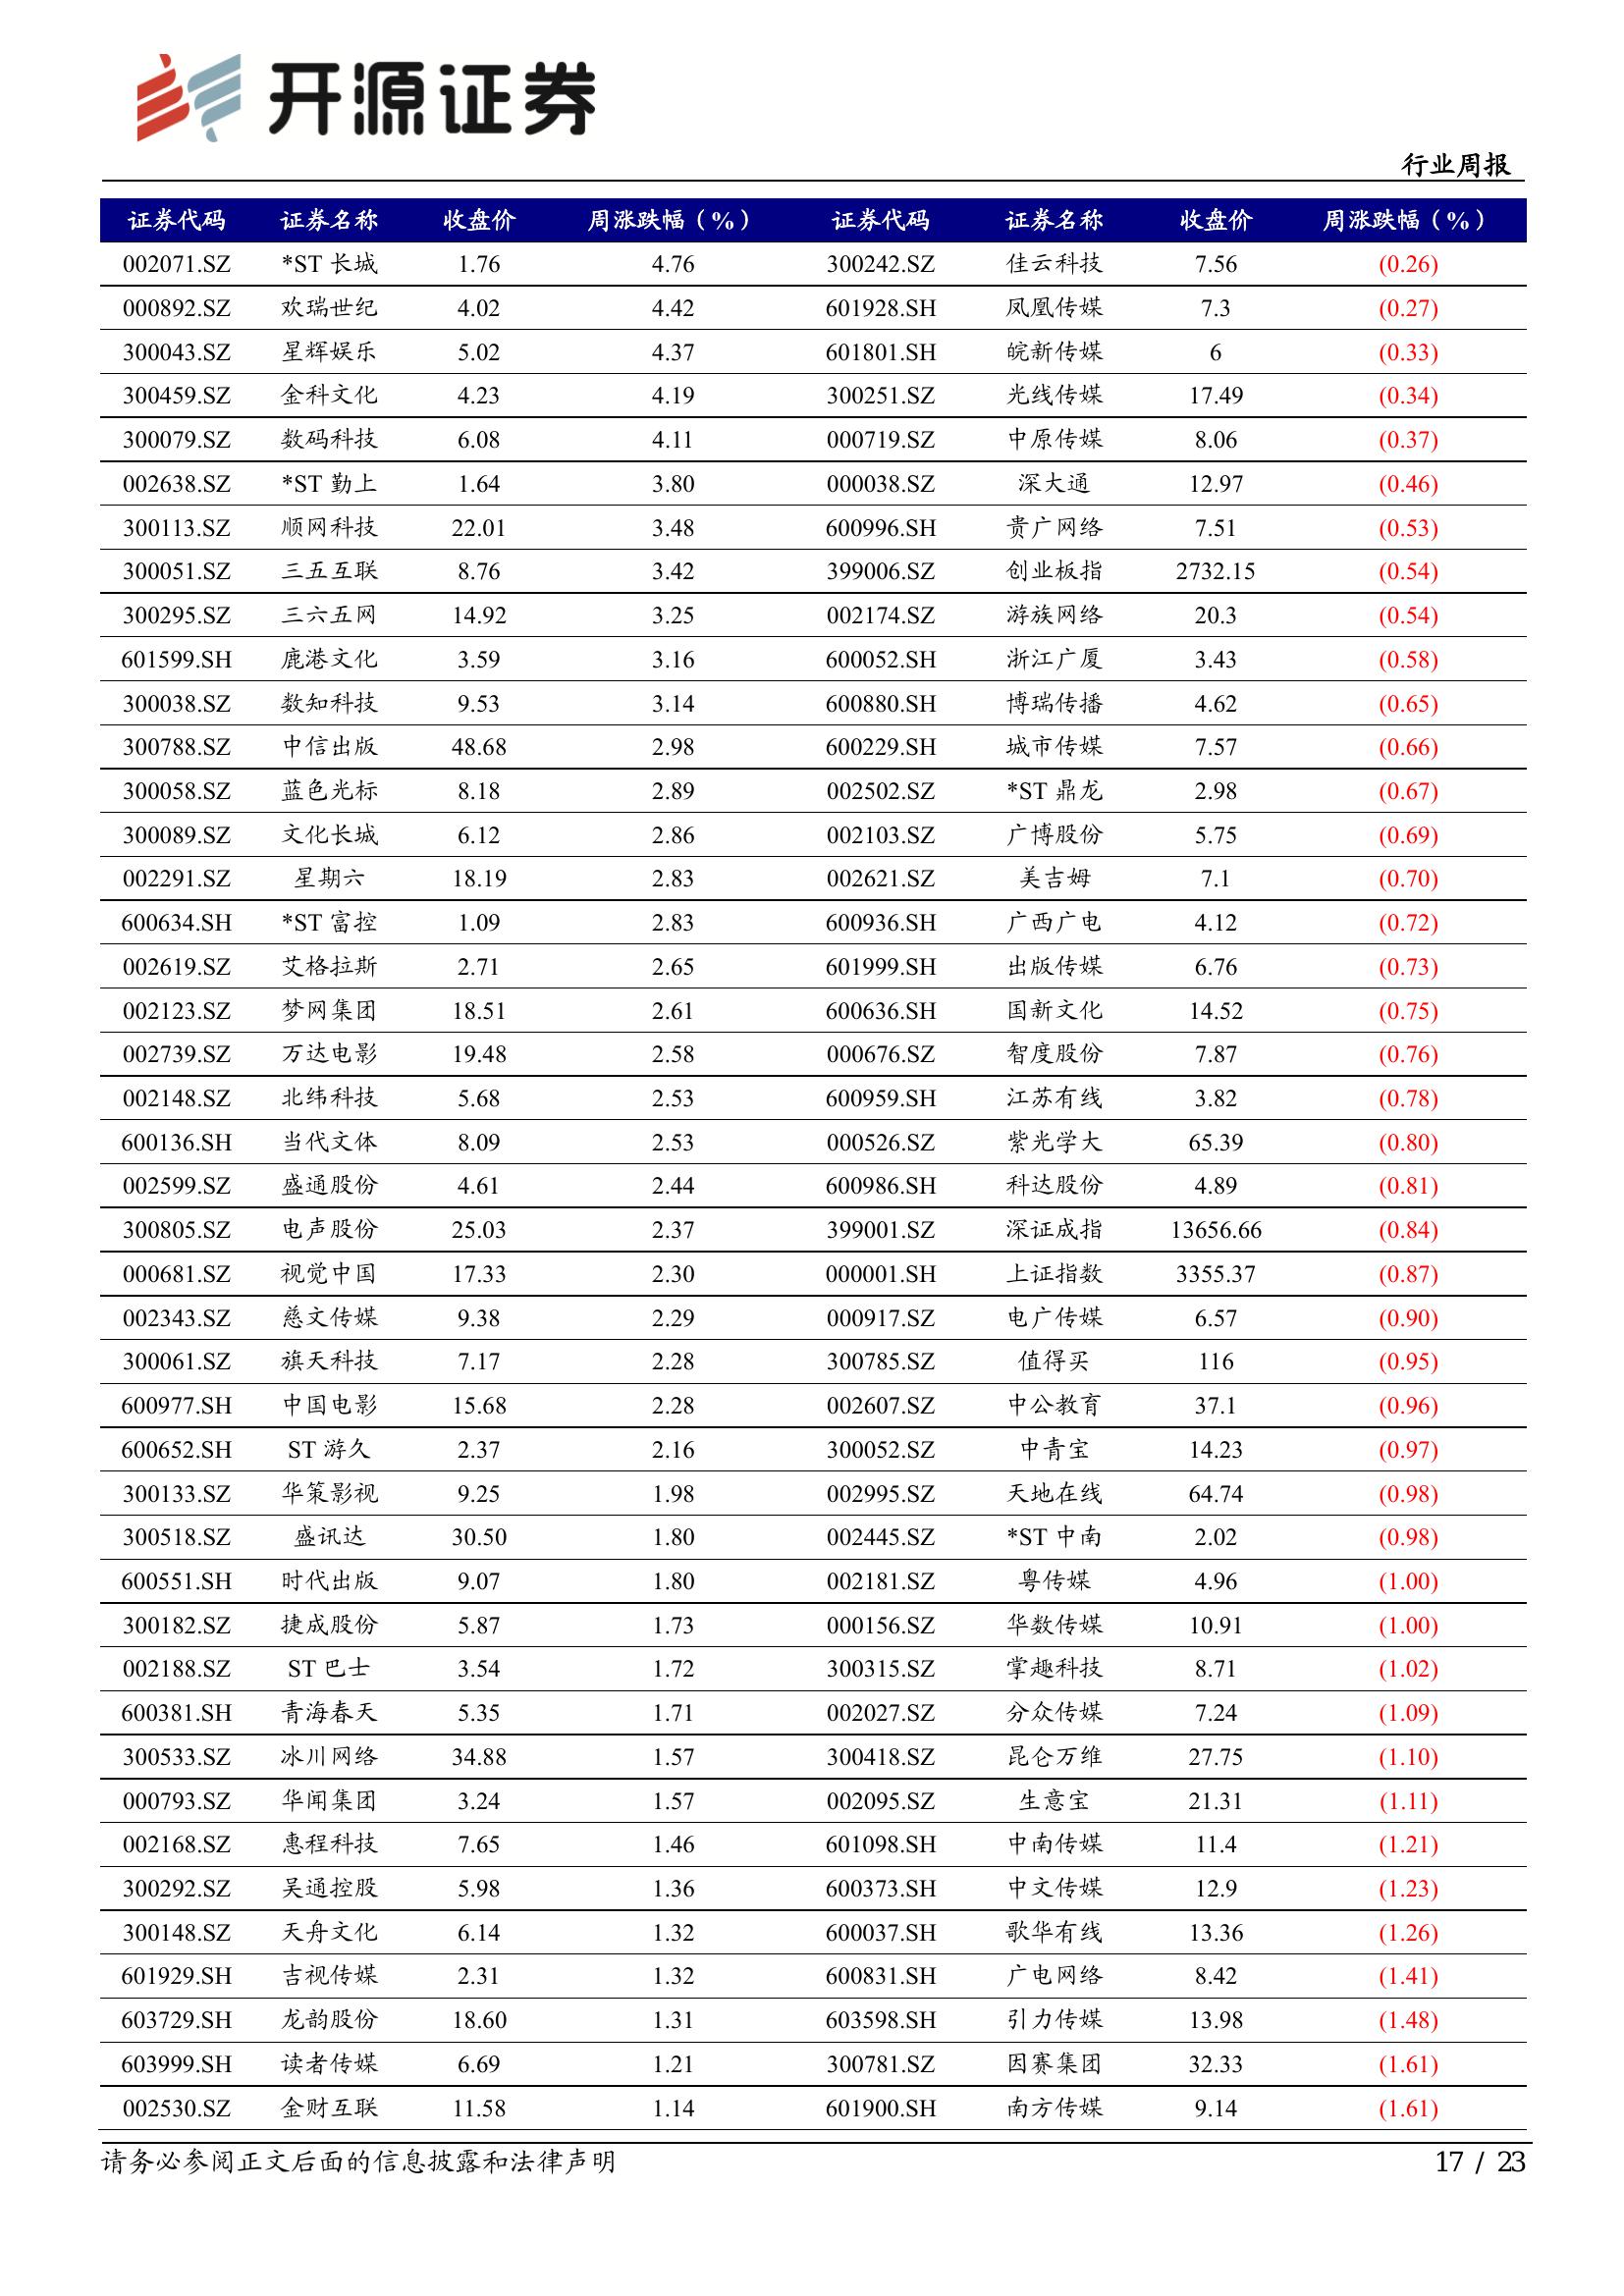 开源证券
行业周报
证券代码 证券名称 收盘价 周涨跌幅（%） 证券代码 证券名称 收盘价 周涨跌幅（%）
002071.SZ *ST 长城 1.76 4.76 300242.SZ 佳云科技 7.56 (0.26)
000892.SZ 欢瑞世纪 4.02 4.42 601928.SH 凤凰传媒 7.3 (0.27)
300043.SZ 星辉娱乐 5.02 4.37 601801.SH 皖新传媒 6 (0.33)
300459.SZ 金科文化 4.23 4.19 300251.SZ 光线传媒 17.49 (0.34)
300079.SZ 数码科技 6.08 4.11 000719.SZ 中原传媒 8.06 (0.37)
002638.SZ *ST 勤上 1.64 3.80 000038.SZ 深大通 12.97 (0.46)
300113.SZ 顺网科技 22.01 3.48 600996.SH 贵广网络 7.51 (0.53)
300051.SZ 三五互联 8.76 3.42 399006.SZ 创业板指 2732.15 (0.54)
300295.SZ 三六五网 14.92 3.25 002174.SZ 游族网络 20.3 (0.54)
601599.SH 鹿港文化 3.59 3.16 600052.SH 浙江广厦 3.43 (0.58)
300038.SZ 数知科技 9.53 3.14 600880.SH 博瑞传播 4.62 (0.65)
300788.SZ 中信出版 48.68 2.98 600229.SH 城市传媒 7.57 (0.66)
300058.SZ 蓝色光标 8.18 2.89 002502.SZ *ST 鼎龙 2.98 (0.67)
300089.SZ 文化长城 6.12 2.86 002103.SZ 广博股份 5.75 (0.69)
002291.SZ 星期六 18.19 2.83 002621.SZ 美吉姆 7.1 (0.70)
600634.SH *ST 富控 1.09 2.83 600936.SH 广西广电 4.12 (0.72)
002619.SZ 艾格拉斯 2.71 2.65 601999.SH 出版传媒 6.76 (0.73)
002123.SZ 梦网集团 18.51 2.61 600636.SH 国新文化 14.52 (0.75)
002739.SZ 万达电影 19.48 2.58 000676.SZ 智度股份 7.87 (0.76)
002148.SZ 北纬科技 5.68 2.53 600959.SH 江苏有线 3.82 (0.78)
600136.SH 当代文体 8.09 2.53 000526.SZ 紫光学大 65.39 (0.80)
002599.SZ 盛通股份 4.61 2.44 600986.SH 科达股份 4.89 (0.81)
300805.SZ 电声股份 25.03 2.37 399001.SZ 深证成指 13656.66 (0.84)
000681.SZ 视觉中国 17.33 2.30 000001.SH 上证指数 3355.37 (0.87)
002343.SZ 慈文传媒 9.38 2.29 000917.SZ 电广传媒 6.57 (0.90)
300061.SZ 旗天科技 7.17 2.28 300785.SZ 值得买 116 (0.95)
600977.SH 中国电影 15.68 2.28 002607.SZ 中公教育 37.1 (0.96)
600652.SH ST 游久 2.37 2.16 300052.SZ 中青宝 14.23 (0.97)
300133.SZ 华策影视 9.25 1.98 002995.SZ 天地在线 64.74 (0.98)
300518.SZ 盛讯达 30.50 1.80 002445.SZ *ST 中南 2.02 (0.98)
600551.SH 时代出版 9.07 1.80 002181.SZ 粤传媒 4.96 (1.00)
300182.SZ 捷成股份 5.87 1.73 000156.SZ 华数传媒 10.91 (1.00)
002188.SZ ST 巴士 3.54 1.72 300315.SZ 掌趣科技 8.71 (1.02)
600381.SH 青海春天 5.35 1.71 002027.SZ 分众传媒 7.24 (1.09)
300533.SZ 冰川网络 34.88 1.57 300418.SZ 昆仑万维 27.75 (1.10)
000793.SZ 华闻集团 3.24 1.57 002095.SZ 生意宝 21.31 (1.11)
002168.SZ 惠程科技 7.65 1.46 601098.SH 中南传媒 11.4 (1.21)
300292.SZ 吴通控股 5.98 1.36 600373.SH 中文传媒 12.9 (1.23)
300148.SZ 天舟文化 6.14 1.32 600037.SH 歌华有线 13.36 (1.26)
601929.SH 吉视传媒 2.31 1.32 600831.SH 广电网络 8.42 (1.41)
603729.SH 龙韵股份 18.60 1.31 603598.SH 引力传媒 13.98 (1.48)
603999.SH 读者传媒 6.69 1.21 300781.SZ 因赛集团 32.33 (1.61)
002530.SZ 金财互联 11.58 1.14 601900.SH 南方传媒 9.14 (1.61)
请务必参阅正文后面的信息披露和法律声明 17 / 23